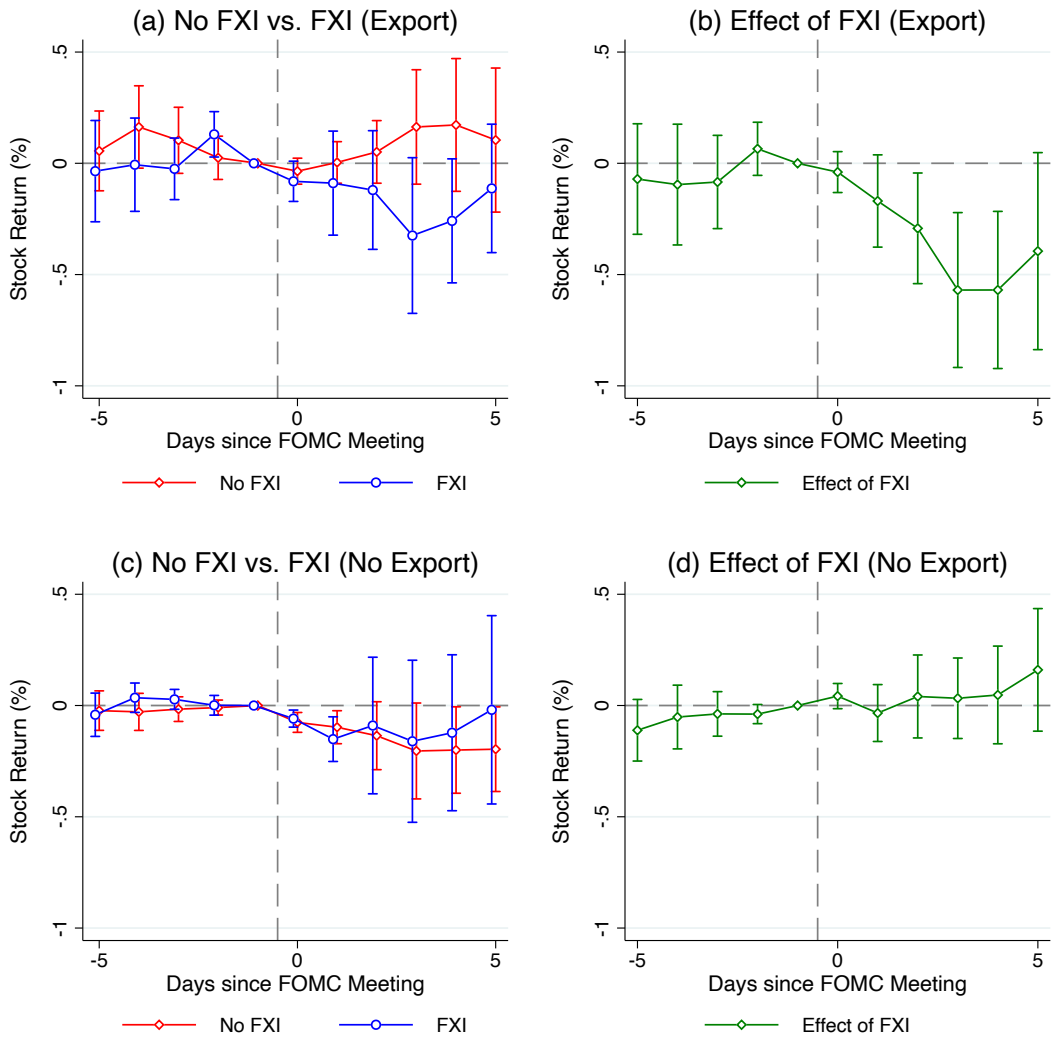 (a) No FXI vs. FXI (Export)
Stock Return (%)
.5
0
-.5
-1
-5 0 5
Days since FOMC Meeting
No FXI FXI
(b) Effect of FXI (Export)
Stock Return (%)
.5
0
-.5
-1
-5 0 5
Days since FOMC Meeting
Effect of FXI
(c) No FXI vs. FXI (No Export)
Stock Return (%)
.5
0
-.5
-1
-5 0 5
Days since FOMC Meeting
No FXI FXI
(d) Effect of FXI (No Export)
Stock Return (%)
.5
0
-.5
-1
-5 0 5
Days since FOMC Meeting
Effect of FXI